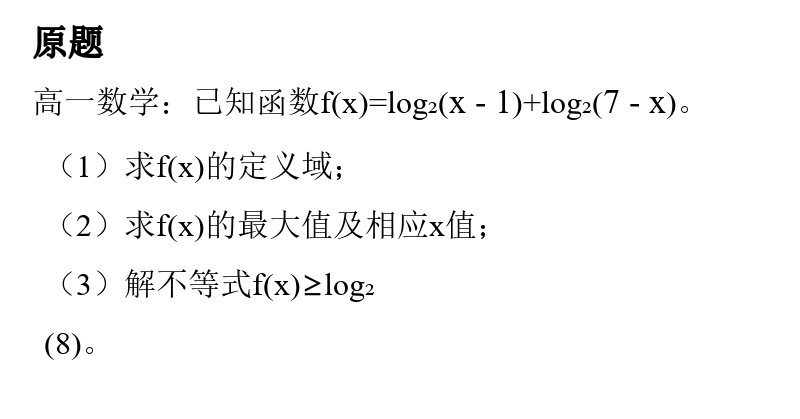 原题
高一数学：已知函数f(x)=log₂(x - 1)+log₂(7 - x)。
（1）求f(x)的定义域；
（2）求f(x)的最大值及相应x值；
（3）解不等式f(x)≥log₂
(8)。